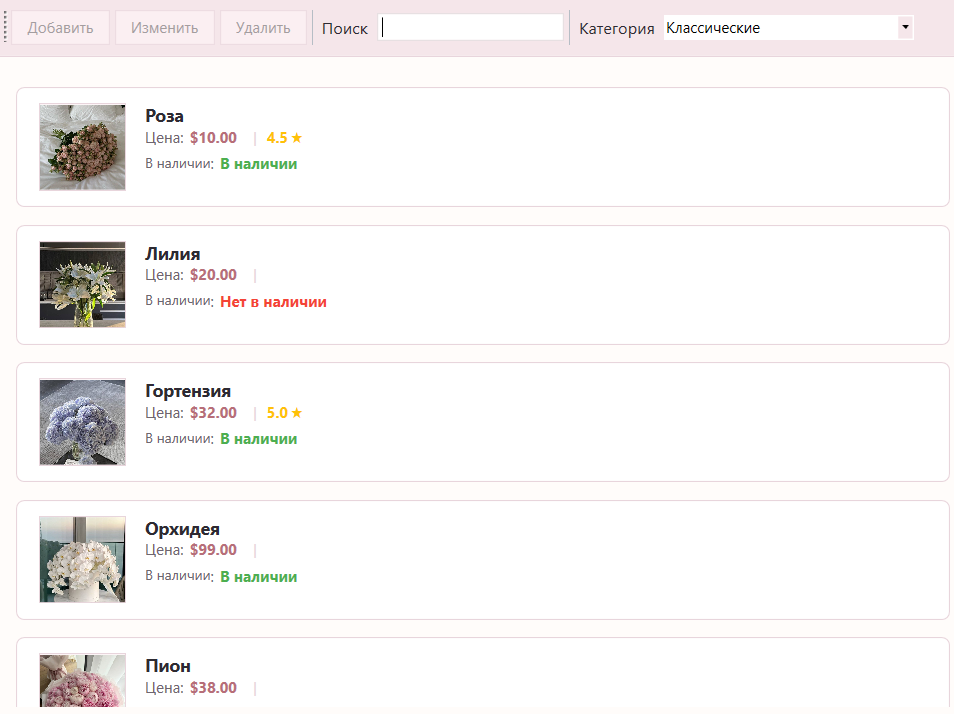 Добавить Изменить Удалить Поиск Категория Классические
Роза
Цена: $10.00 | 4.5 ★
В наличии: В наличии
Лилия
Цена: $20.00 |
В наличии: Нет в наличии
Гортензия
Цена: $32.00 | 5.0 ★
В наличии: В наличии
Орхидея
Цена: $99.00 |
В наличии: В наличии
Пион
Цена: $38.00 |